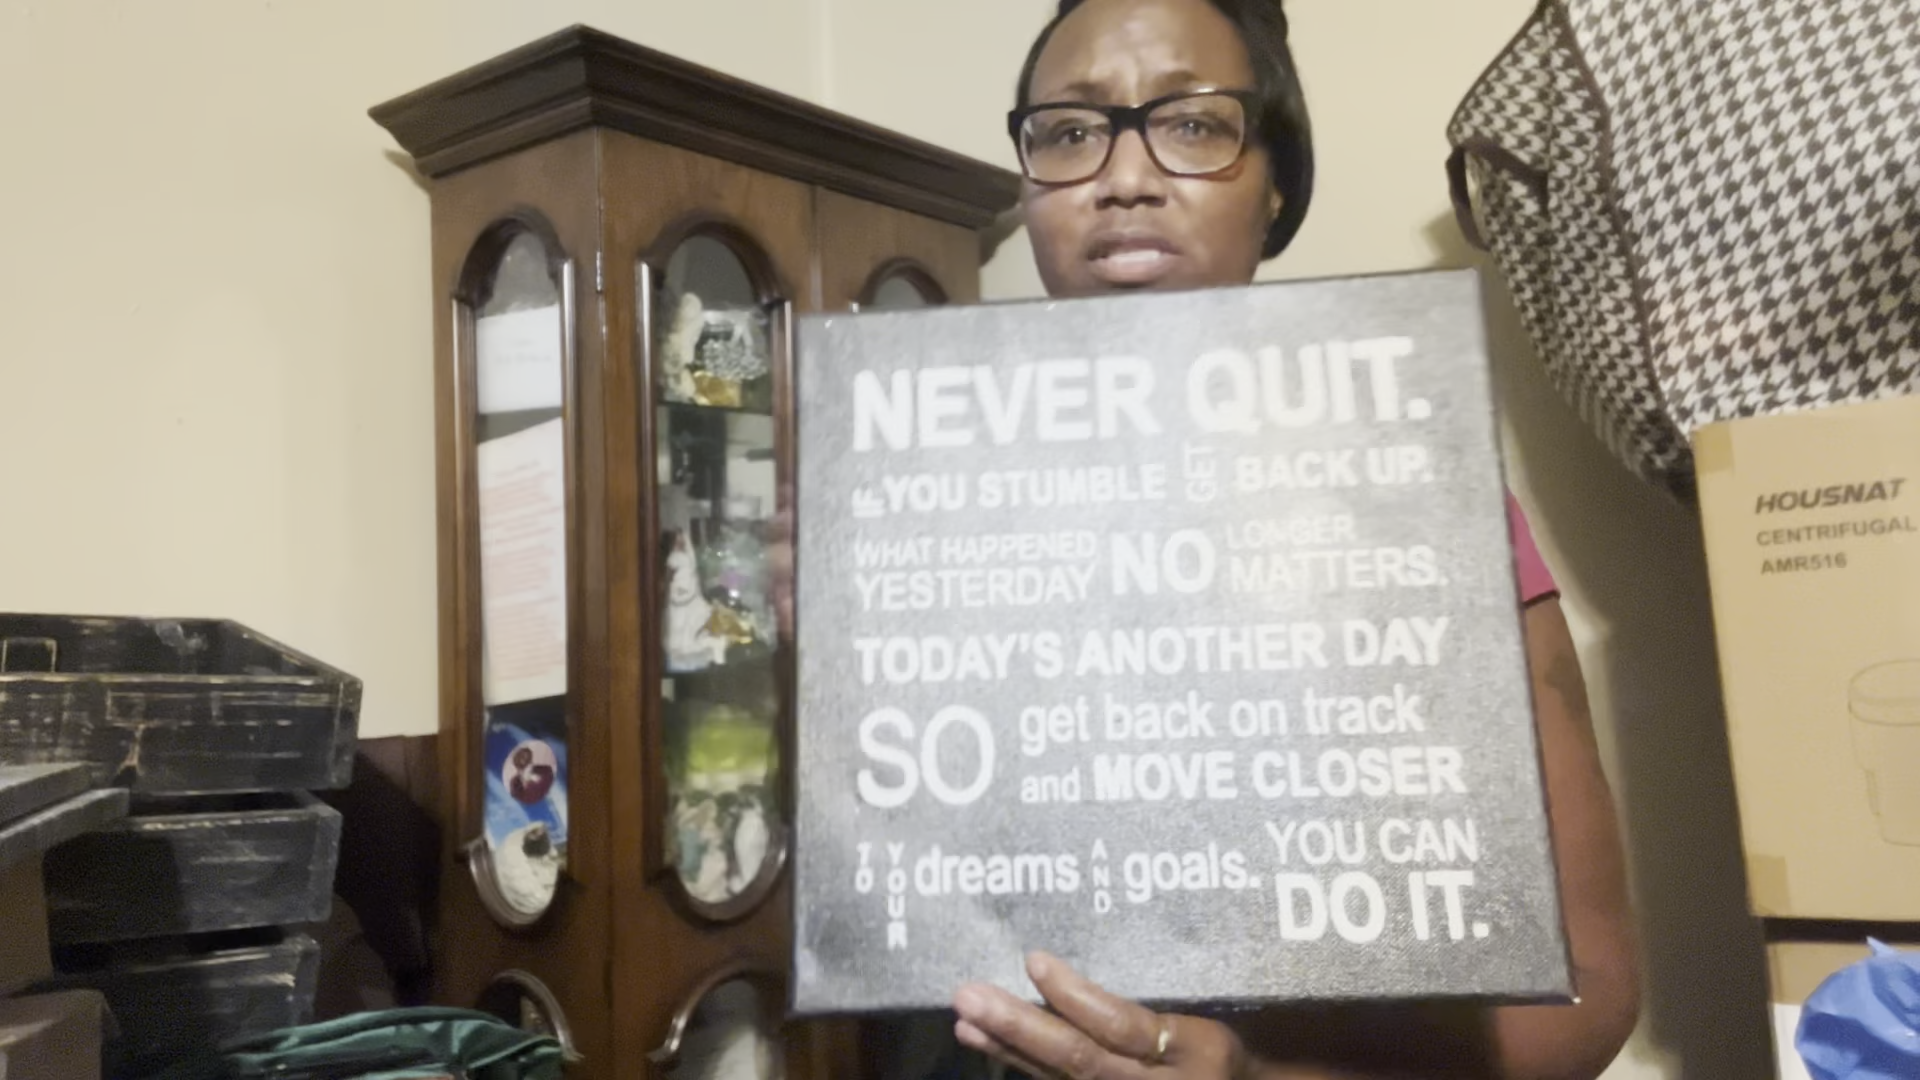 NEVER QUIT.
IF YOU STUMBLE GET BACK UP.
WHAT HAPPENED YESTERDAY NO LONGER MATTERS.
TODAY'S ANOTHER DAY
SO get back on track
and MOVE CLOSER
TO YOUR dreams AND goals. YOU CAN
DO IT.
HOUSNAT
CENTRIFUGAL
AMR516